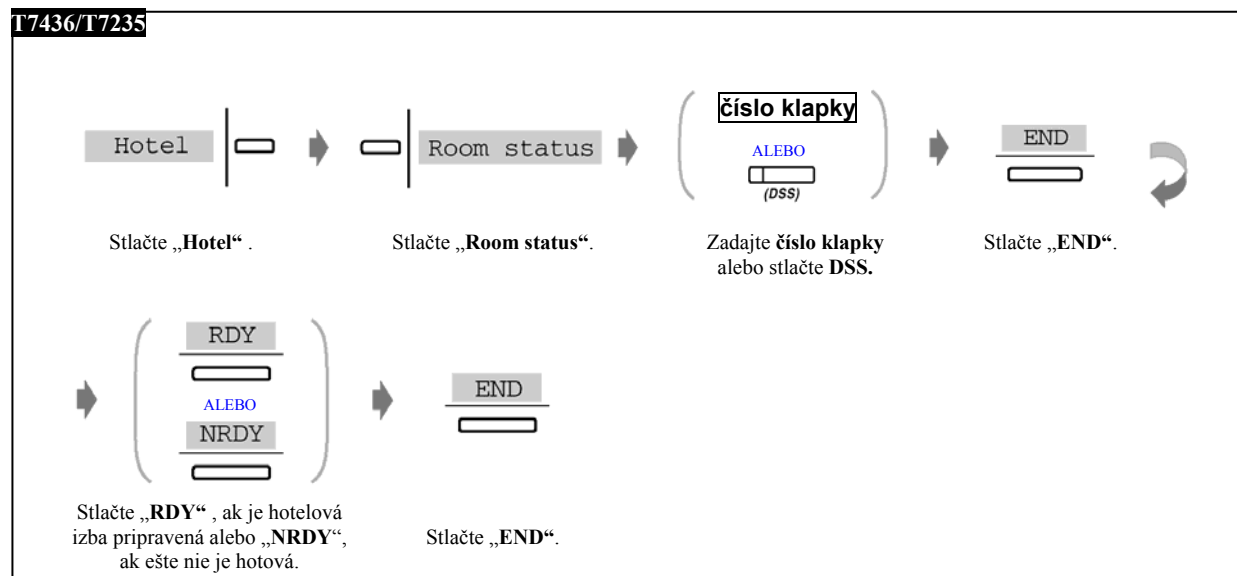 T7436/T7235
Hotel
Room status
číslo klapky
ALEBO
(DSS)
END
Stlačte „Hotel“ .
Stlačte „Room status“.
Zadajte číslo klapky
alebo stlačte DSS.
Stlačte „END“.
RDY
ALEBO
NRDY
END
Stlačte „RDY“ , ak je hotelová
izba pripravená alebo „NRDY“,
ak ešte nie je hotová.
Stlačte „END“.